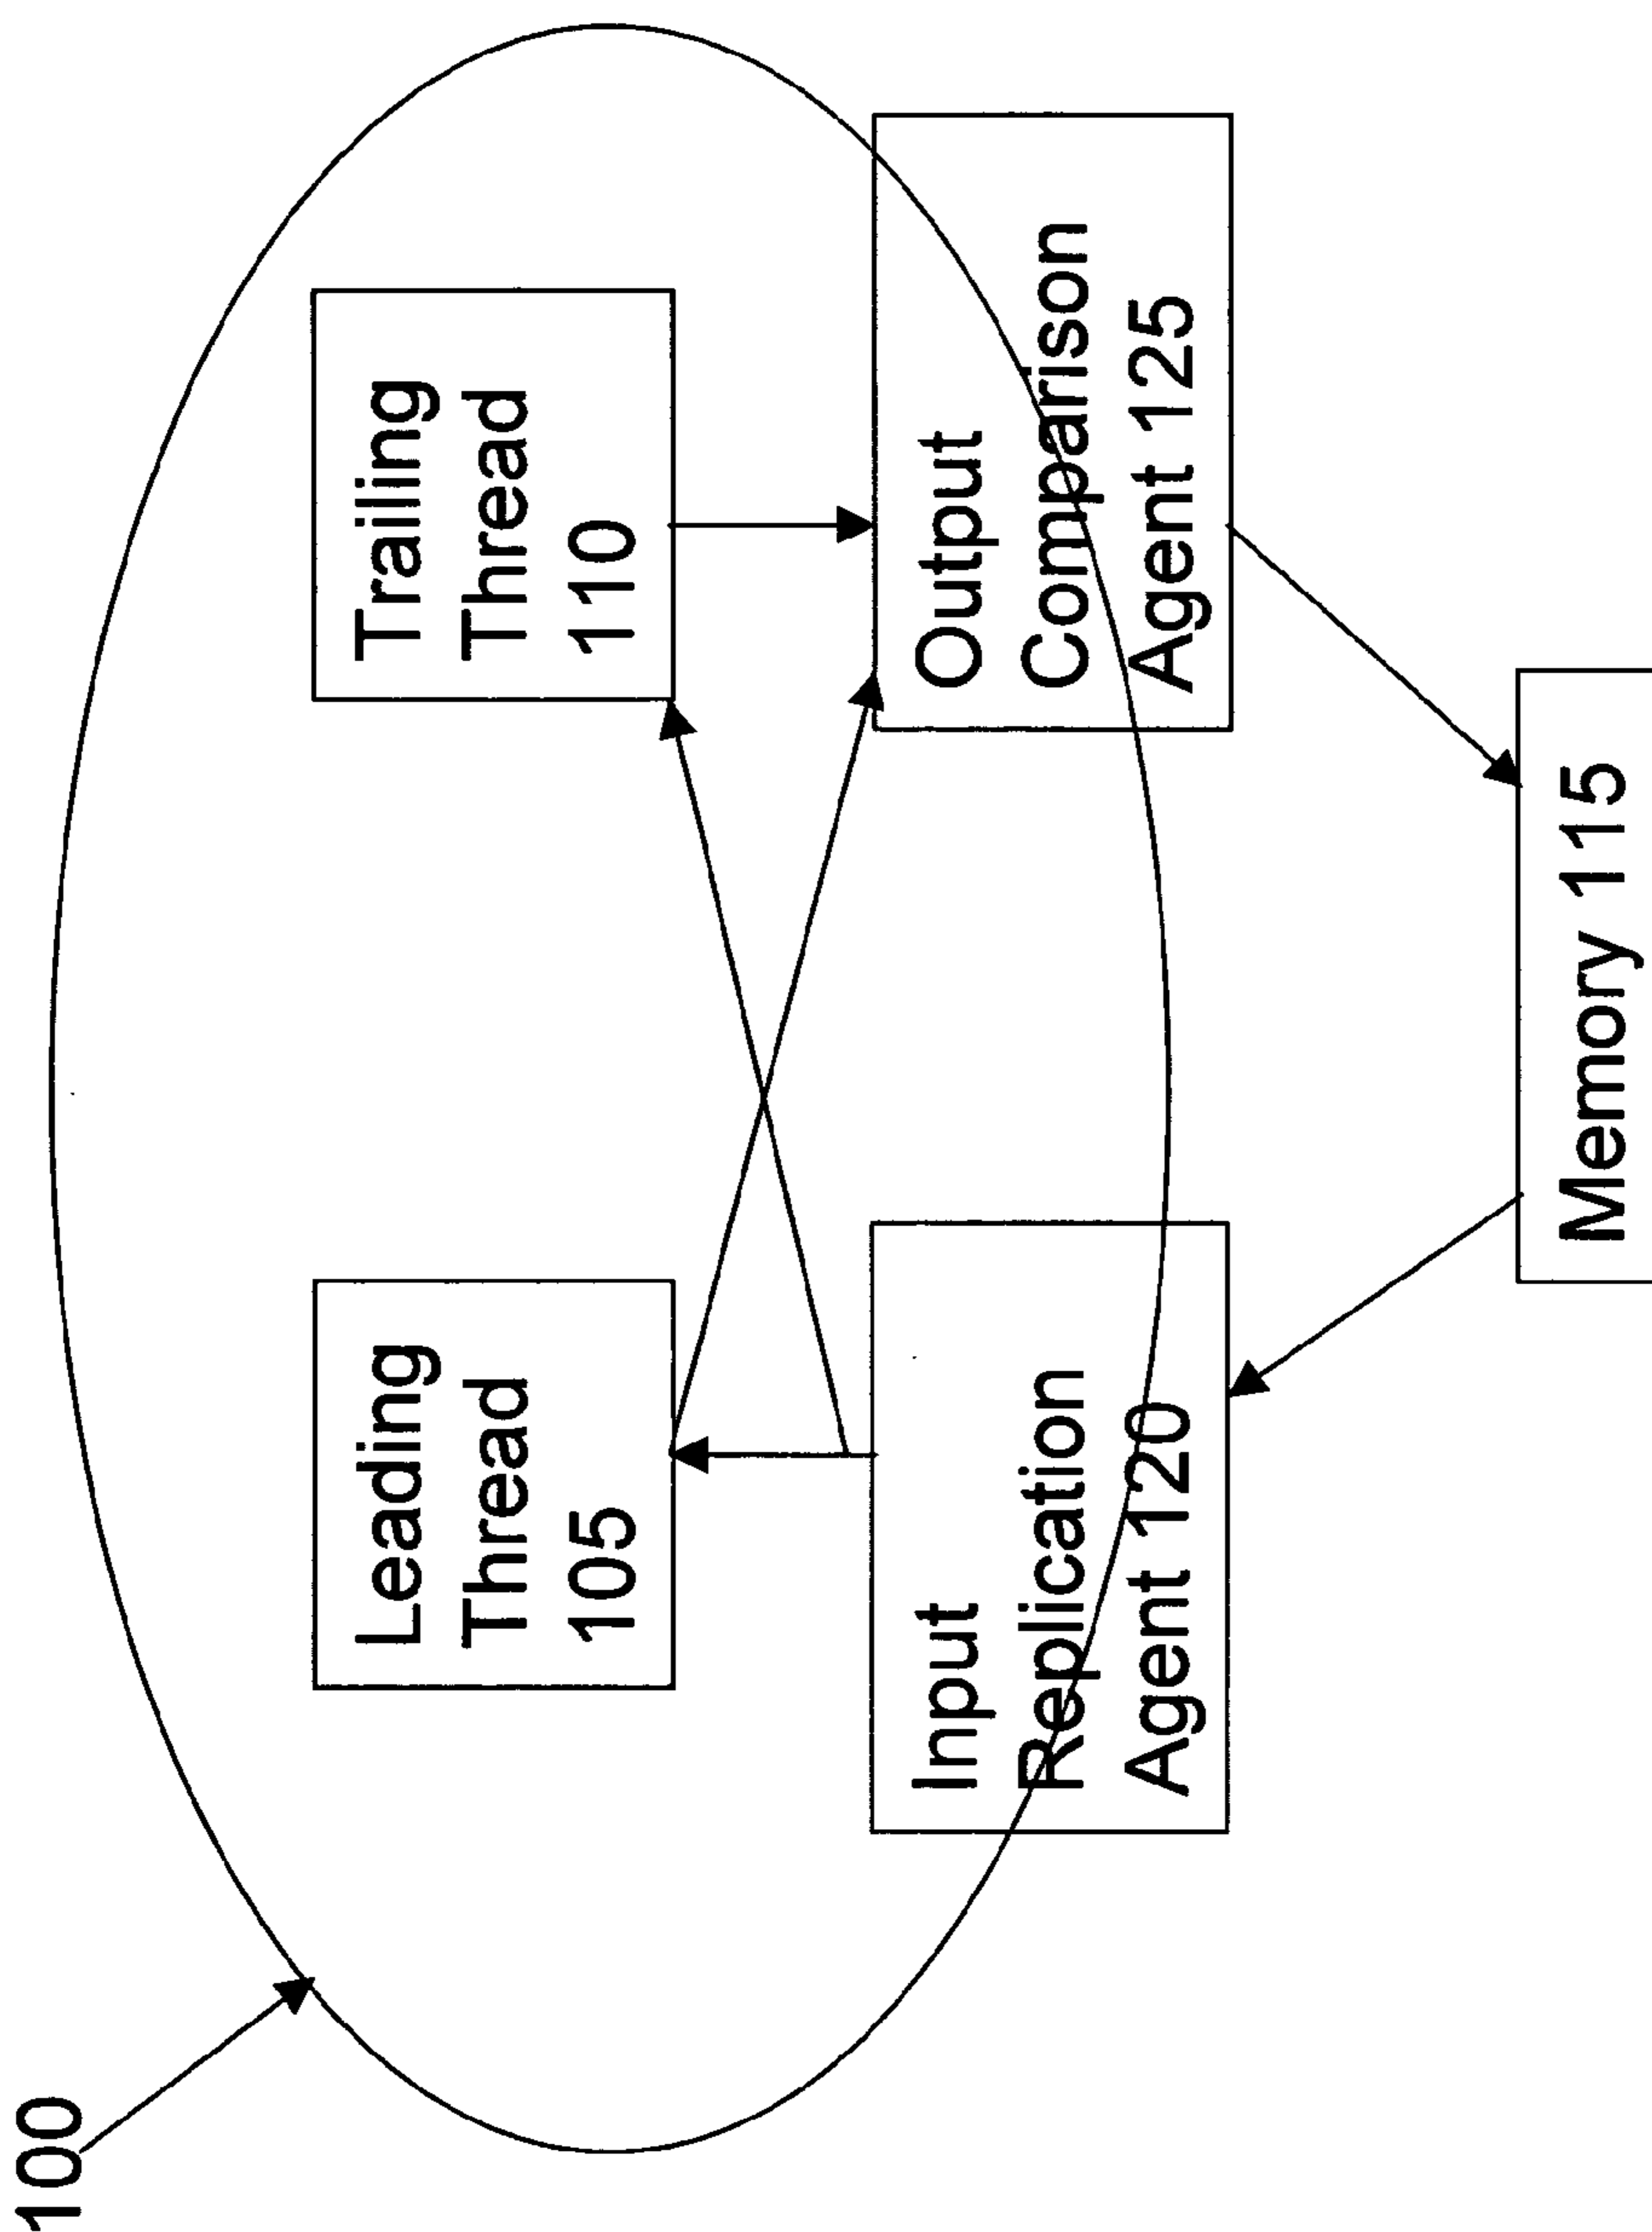 100
Leading
Thread
105
Trailing
Thread
110
Input
Replication
Agent 120
Output
Comparison
Agent 125
Memory 115